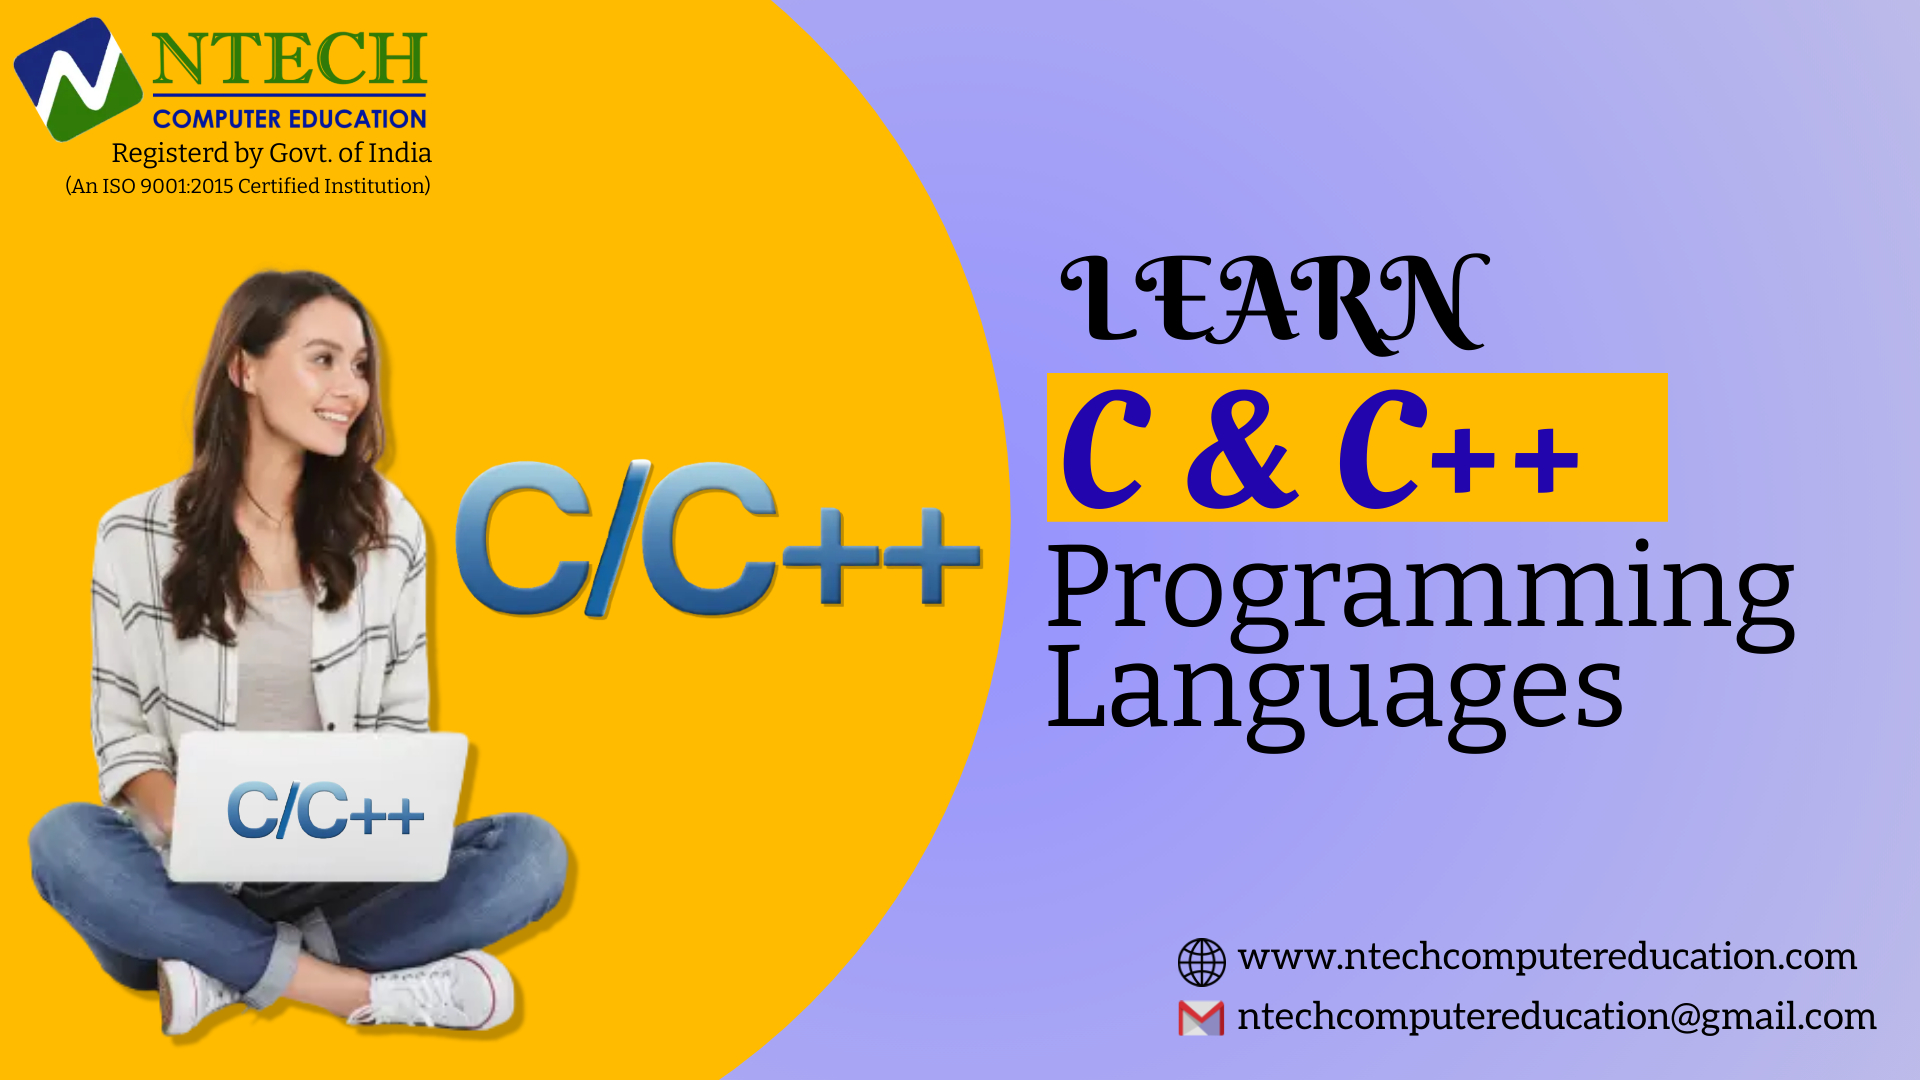 NTECH
COMPUTER EDUCATION
Registerd by Govt. of India
(An ISO 9001:2015 Certified Institution)
C/C++
C/C++
LEARN
C & C++
Programming
Languages
www.ntechcomputereducation.com
ntechcomputereducation@gmail.com